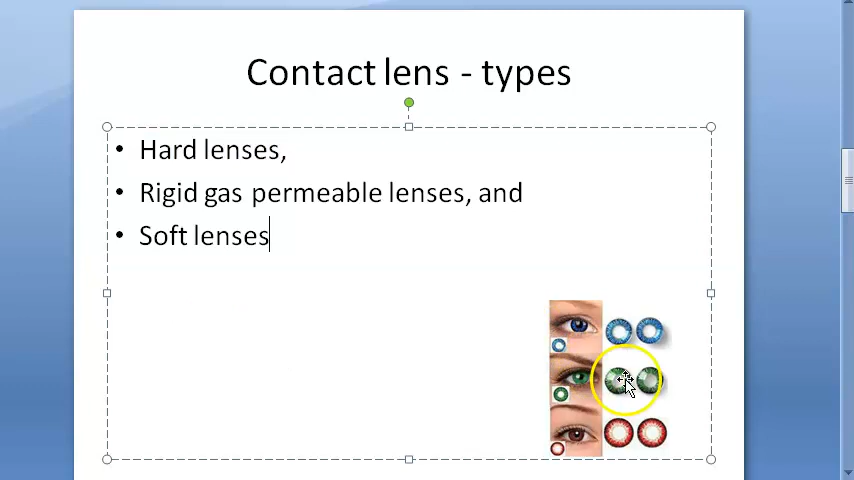 Contact lens - types
• Hard lenses,
• Rigid gas permeable lenses, and
• Soft lenses